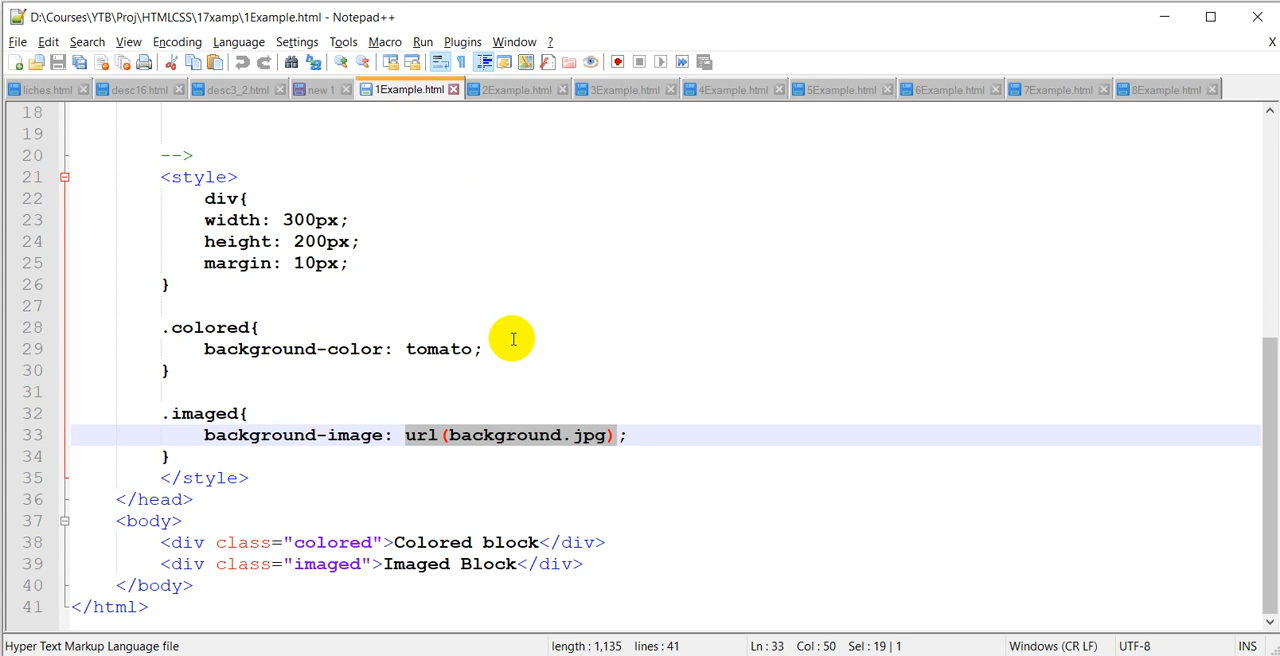 D:\Courses\YTB\Proj\HTMLCSS\17xamp\1Example.html - Notepad++
File Edit Search View Encoding Language Settings Tools Macro Run Plugins Window ? X
liches.html desc16.html desc3_2.html new 1 1Example.html 2Example.html 3Example.html 4Example.html 5Example.html 6Example.html 7Example.html 8Example.html
18
19
20 -->
21 <style>
22 div{
23 width: 300px;
24 height: 200px;
25 margin: 10px;
26 }
27
28 .colored{
29 background-color: tomato;
30 }
31
32 .imaged{
33 background-image: url(background.jpg);
34 }
35 </style>
36 </head>
37 <body>
38 <div class="colored">Colored block</div>
39 <div class="imaged">Imaged Block</div>
40 </body>
41 </html>
Hyper Text Markup Language file length : 1,135 lines : 41 Ln : 33 Col : 50 Sel : 19 | 1 Windows (CR LF) UTF-8 INS